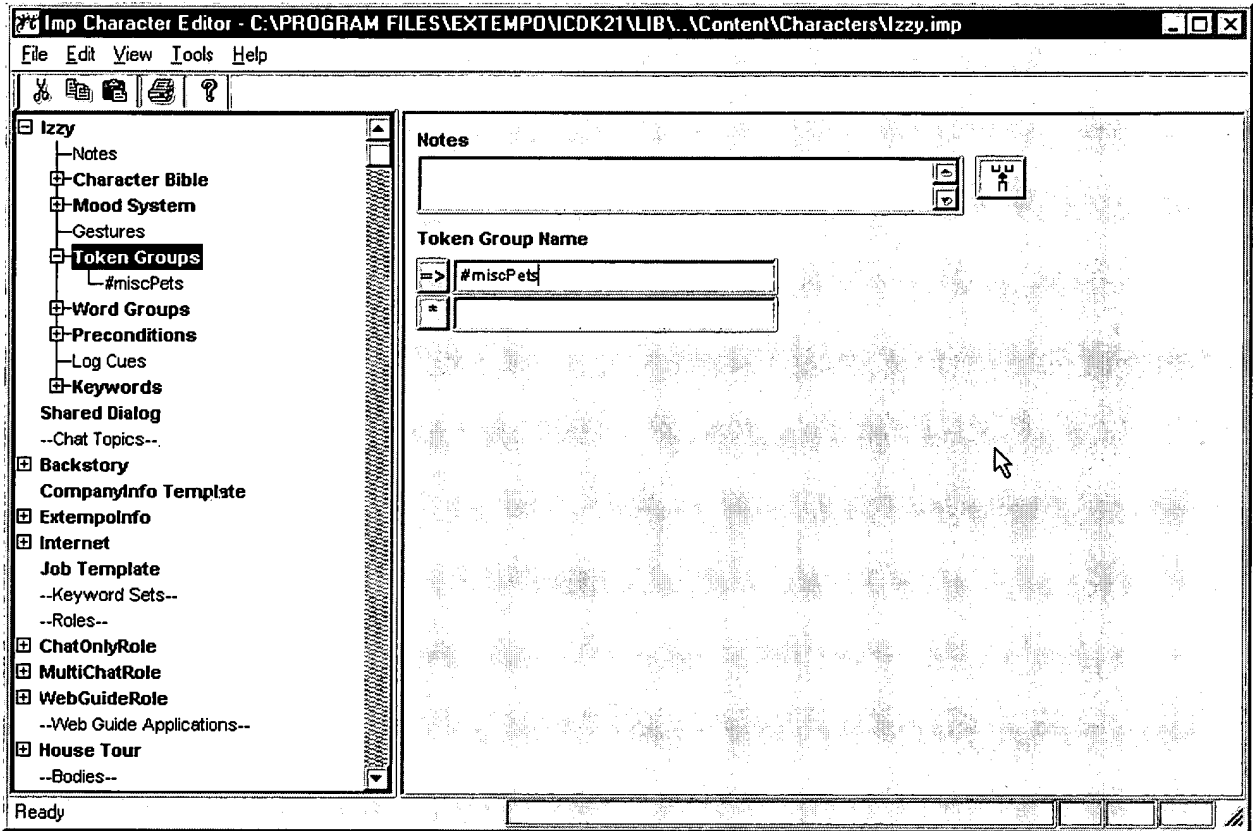 Imp Character Editor - C:\PROGRAM FILES\EXTEMPO\ICDK21\LIB\..\Content\Characters\Izzy.imp
File Edit View Tools Help
Izzy
Notes
Character Bible
Mood System
Gestures
Token Groups
#miscPets
Word Groups
Preconditions
Log Cues
Keywords
Shared Dialog
--Chat Topics--
Backstory
CompanyInfo Template
ExtempoInfo
Internet
Job Template
--Keyword Sets--
--Roles--
ChatOnlyRole
MultiChatRole
WebGuideRole
--Web Guide Applications--
House Tour
--Bodies--
Notes
Token Group Name
=> #miscPets
*
Ready